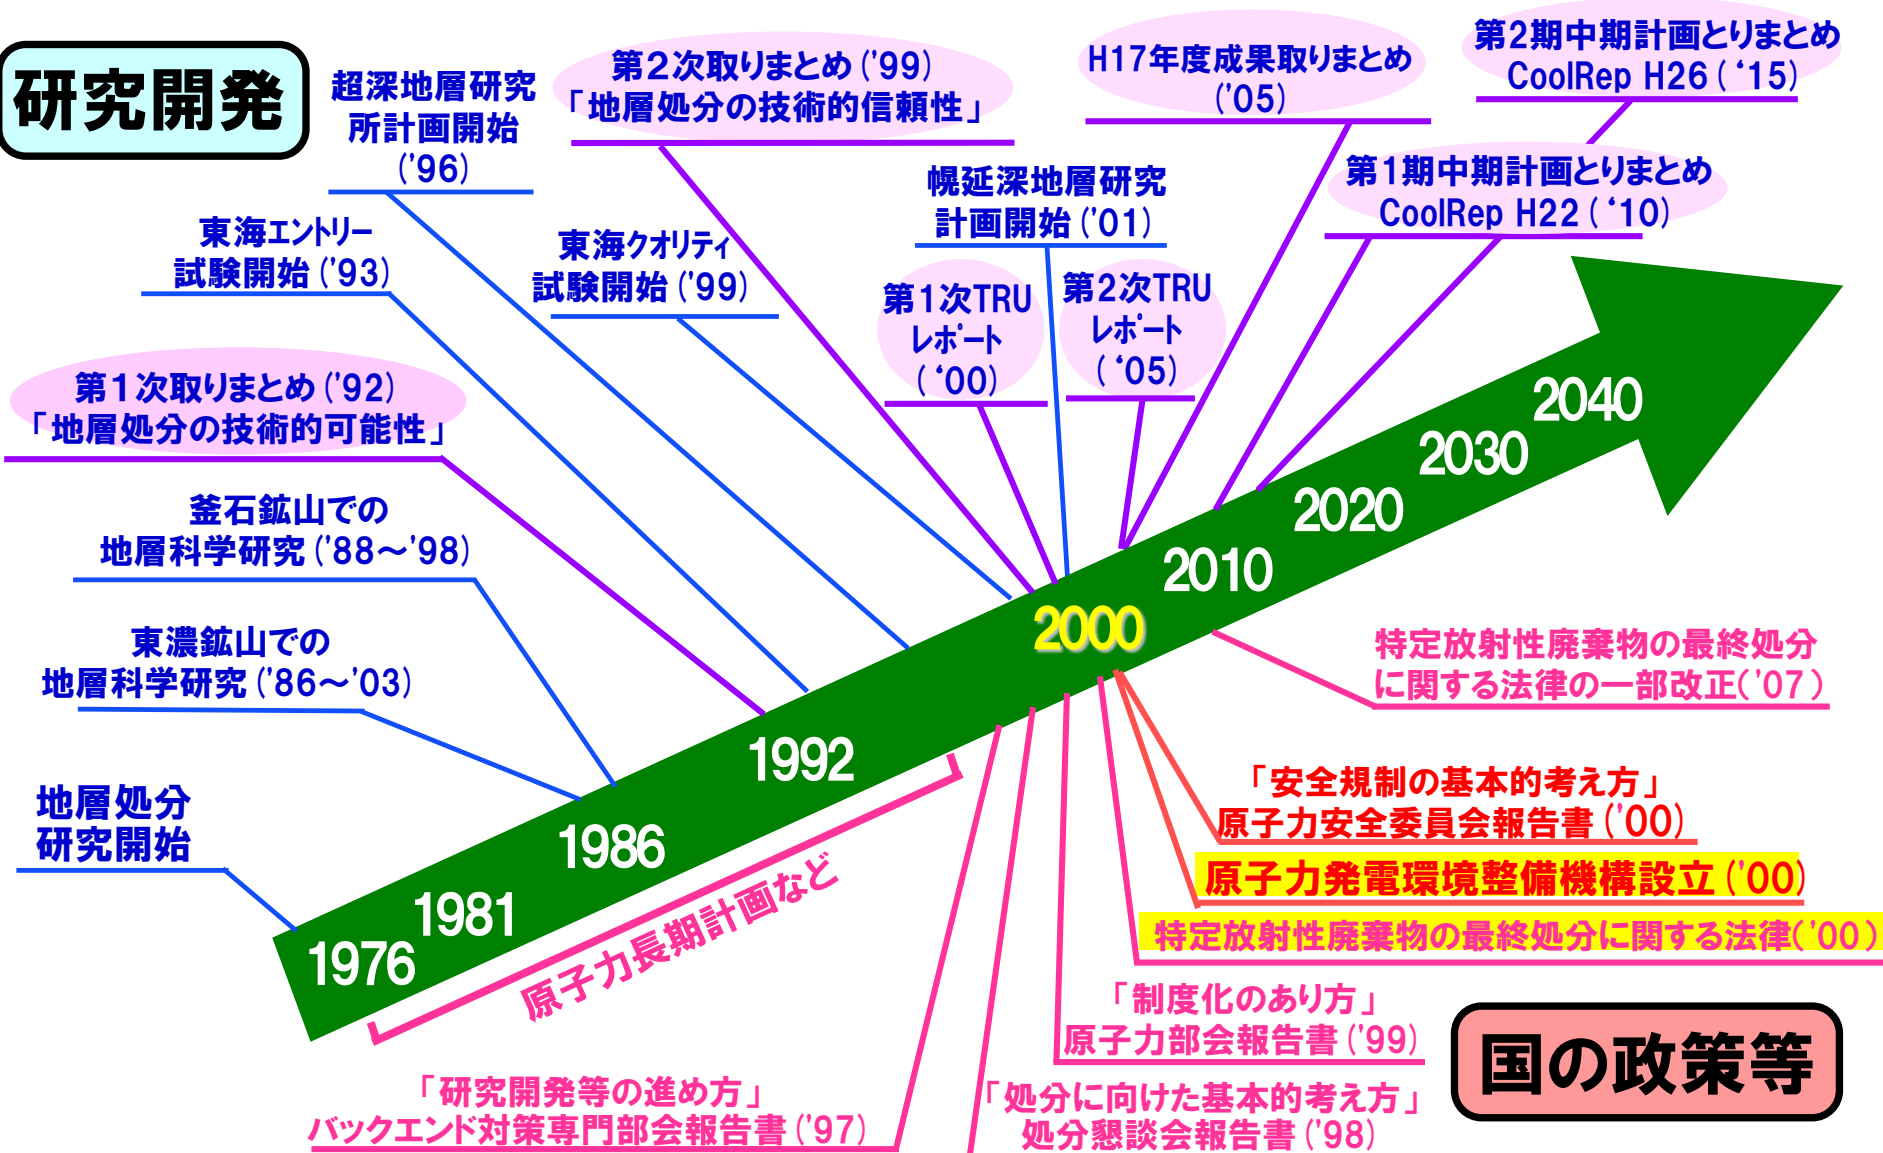 研究開発
超深地層研究
所計画開始
('96)
第2次取りまとめ('99)
「地層処分の技術的信頼性」
H17年度成果取りまとめ
('05)
第2期中期計画とりまとめ
CoolRep H26(‘15)
東海エントリー
試験開始('93)
東海クオリティ
試験開始('99)
幌延深地層研究
計画開始('01)
第1期中期計画とりまとめ
CoolRep H22(‘10)
第1次TRU
レポート
(‘00)
第2次TRU
レポート
(‘05)
第1次取りまとめ('92)
「地層処分の技術的可能性」
釜石鉱山での
地層科学研究('88～'98)
東濃鉱山での
地層科学研究('86～'03)
地層処分
研究開始
1976
1981
1986
1992
2000
2010
2020
2030
2040
原子力長期計画など
特定放射性廃棄物の最終処分
に関する法律の一部改正('07)
「安全規制の基本的考え方」
原子力安全委員会報告書('00)
原子力発電環境整備機構設立('00)
特定放射性廃棄物の最終処分に関する法律('00)
「制度化のあり方」
原子力部会報告書('99)
「処分に向けた基本的考え方」
処分懇談会報告書('98)
「研究開発等の進め方」
バックエンド対策専門部会報告書('97)
国の政策等